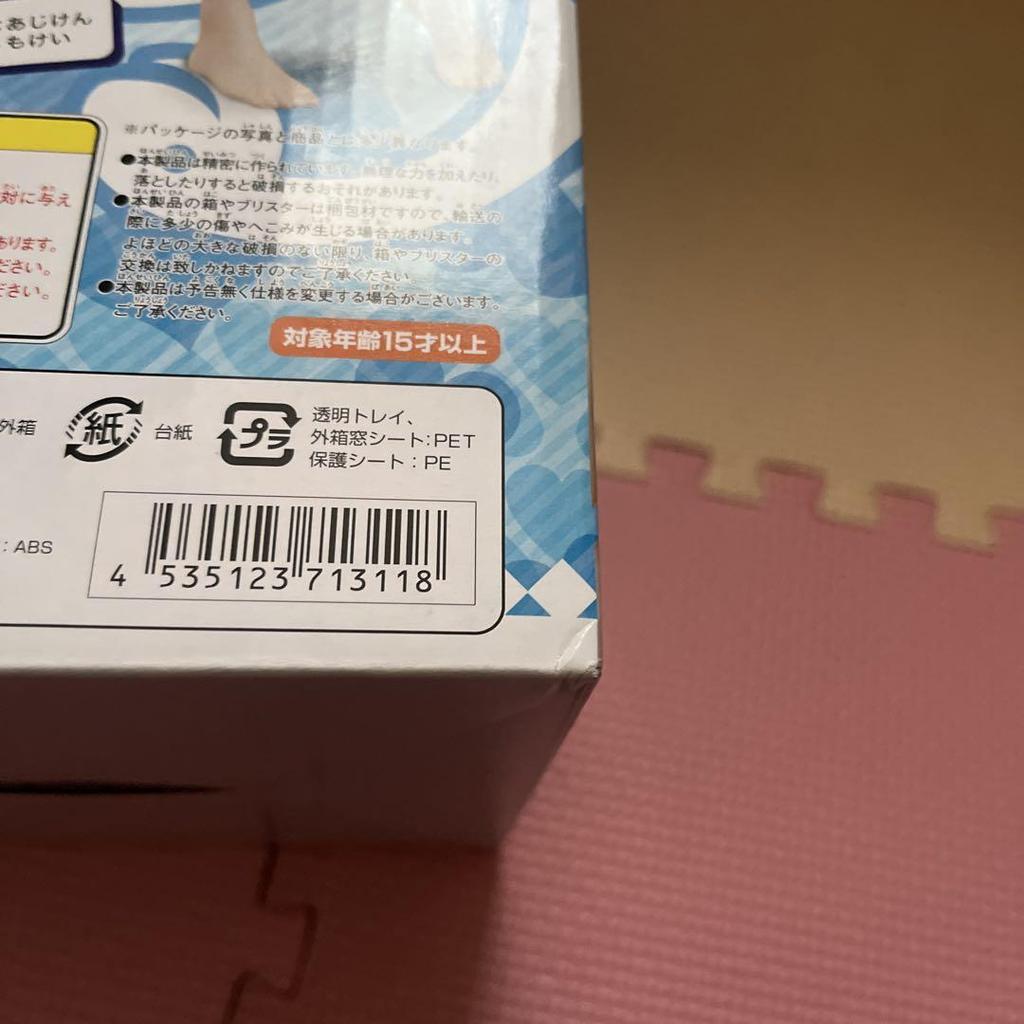 あじけん
もけい
※パッケージの写真と商品とは多少異なります。
●本製品は精密に作られています。無理な力を加えたり、
落としたりすると破損するおそれがあります。
●本製品の箱やブリスターは梱包材ですので、輸送の
際に多少の傷やへこみが生じる場合があります。
よほどの大きな破損のない限り、箱やブリスターの
交換は致しかねますのでご了承ください。
●本製品は予告無く仕様を変更する場合がございます。
ご了承ください。
対象年齢15才以上
対に与え
あります。
ださい。
ださい。
外箱
紙
台紙
プラ
透明トレイ、
外箱窓シート:PET
保護シート:PE
: ABS
4 535123 713118